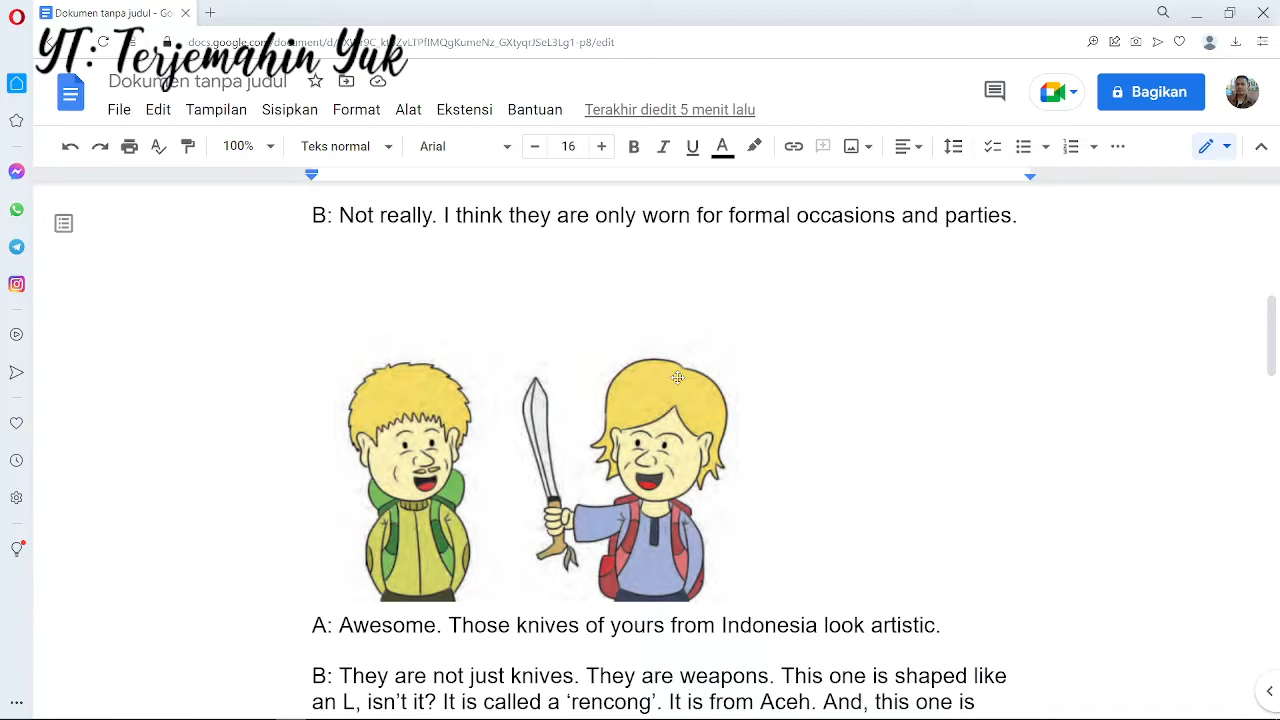 Dokumen tanpa judul - Go
YT: Terjemahin Yuk
Dokumen tanpa judul
File Edit Tampilan Sisipkan Format Alat Ekstensi Bantuan Terakhir diedit 5 menit lalu
Bagikan
100% Teks normal Arial 16 B I U A
B: Not really. I think they are only worn for formal occasions and parties.
A: Awesome. Those knives of yours from Indonesia look artistic.
B: They are not just knives. They are weapons. This one is shaped like
an L, isn’t it? It is called a ‘rencong’. It is from Aceh. And, this one is